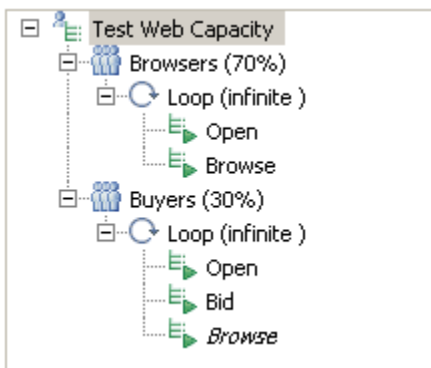 Test Web Capacity
Browsers (70%)
Loop (infinite )
Open
Browse
Buyers (30%)
Loop (infinite )
Open
Bid
Browse